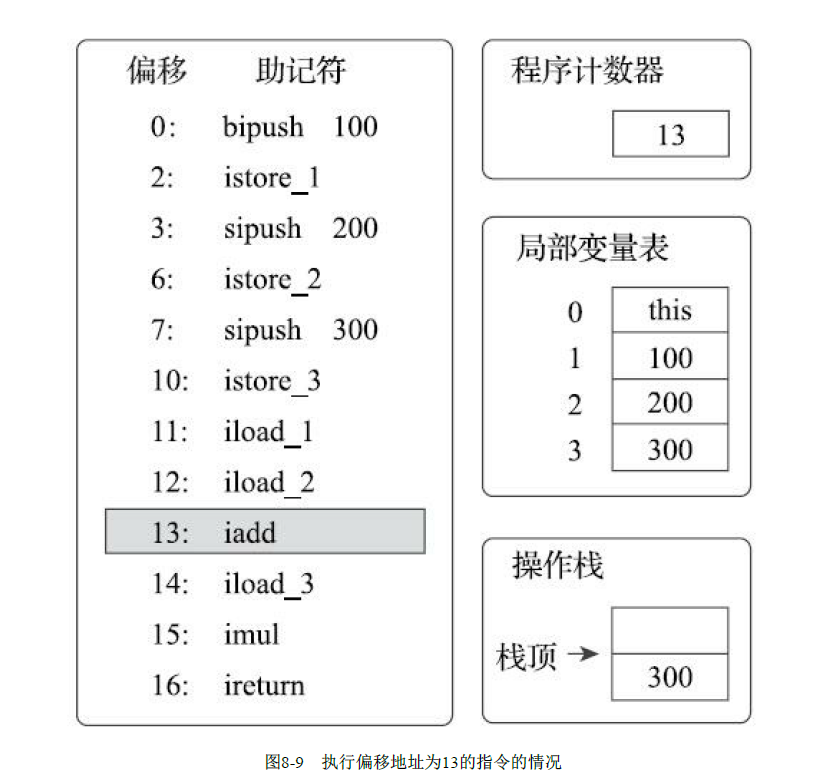 偏移 助记符
0: bipush 100
2: istore_1
3: sipush 200
6: istore_2
7: sipush 300
10: istore_3
11: iload_1
12: iload_2
13: iadd
14: iload_3
15: imul
16: ireturn
程序计数器
13
局部变量表
0 this
1 100
2 200
3 300
操作栈
栈顶
300
图8-9 执行偏移地址为13的指令的情况